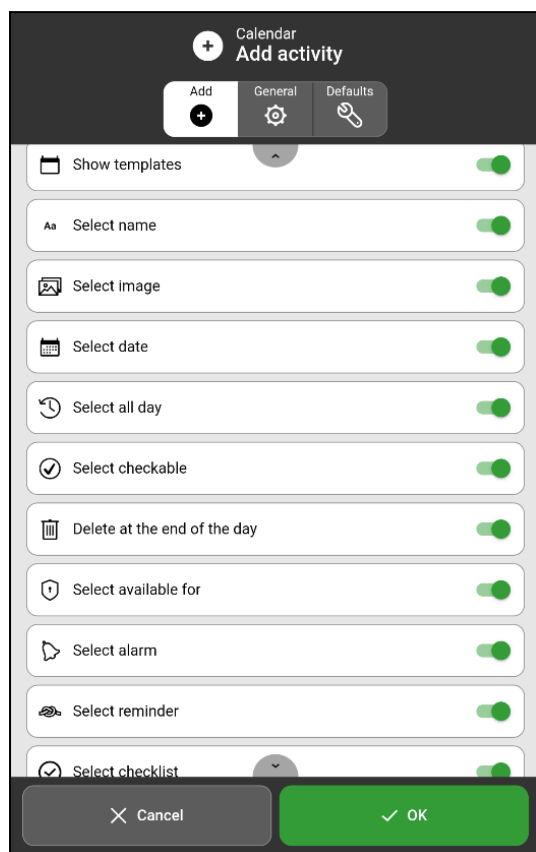 Calendar
Add activity
Add
General
Defaults
Show templates
Aa Select name
Select image
Select date
Select all day
Select checkable
Delete at the end of the day
Select available for
Select alarm
Select reminder
Select checklist
Cancel
OK